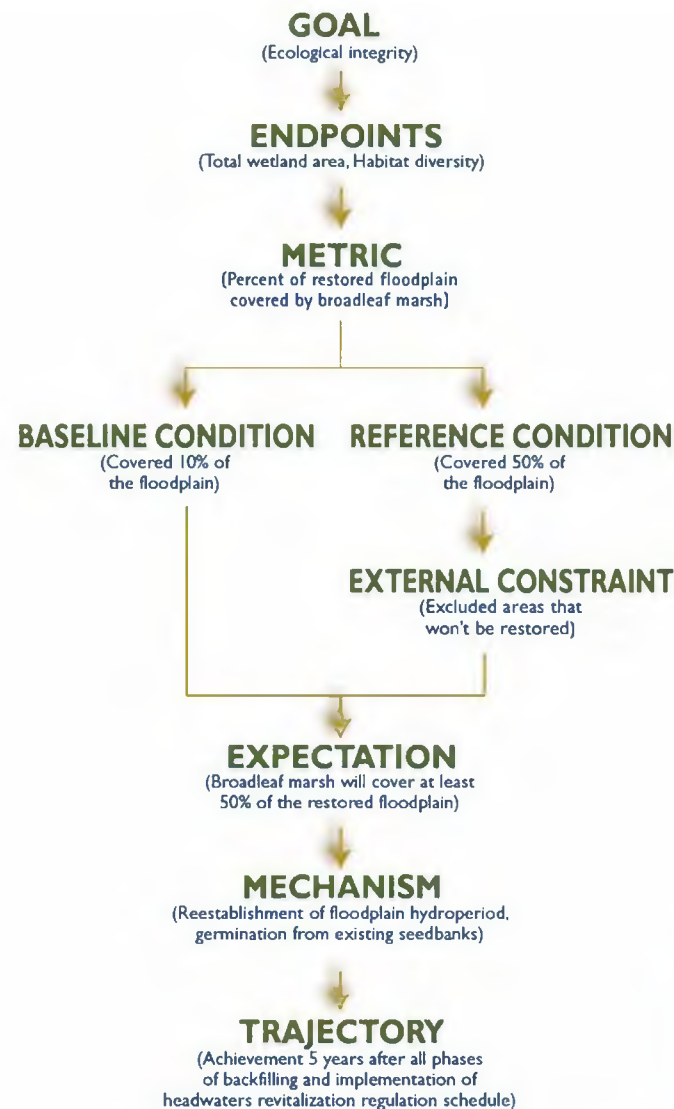 GOAL
(Ecological integrity)
ENDPOINTS
(Total wetland area, Habitat diversity)
METRIC
(Percent of restored floodplain
covered by broadleaf marsh)
BASELINE CONDITION
(Covered 10% of
the floodplain)
REFERENCE CONDITION
(Covered 50% of
the floodplain)
EXTERNAL CONSTRAINT
(Excluded areas that
won't be restored)
EXPECTATION
(Broadleaf marsh will cover at least
50% of the restored floodplain)
MECHANISM
(Reestablishment of floodplain hydroperiod,
germination from existing seedbanks)
TRAJECTORY
(Achievement 5 years after all phases
of backfilling and implementation of
headwaters revitalization regulation schedule)